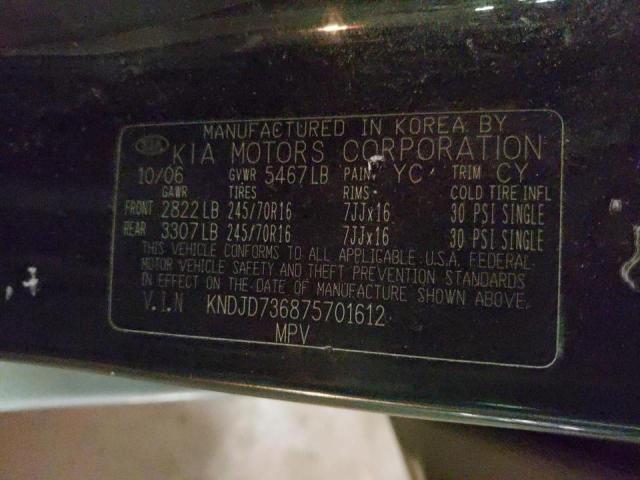 MANUFACTURED IN KOREA BY
KIA KIA MOTORS CORPORATION
10/06 GVWR 5467LB PAINT YC TRIM CY
GAWR TIRES RIMS COLD TIRE INFL
FRONT 2822LB 245/70R16 7JJx16 30 PSI SINGLE
REAR 3307LB 245/70R16 7JJx16 30 PSI SINGLE
THIS VEHICLE CONFORMS TO ALL APPLICABLE U.S.A. FEDERAL
MOTOR VEHICLE SAFETY AND THEFT PREVENTION STANDARDS
IN EFFECT ON THE DATE OF MANUFACTURE SHOWN ABOVE.
V.I.N KNDJD736875701612
MPV